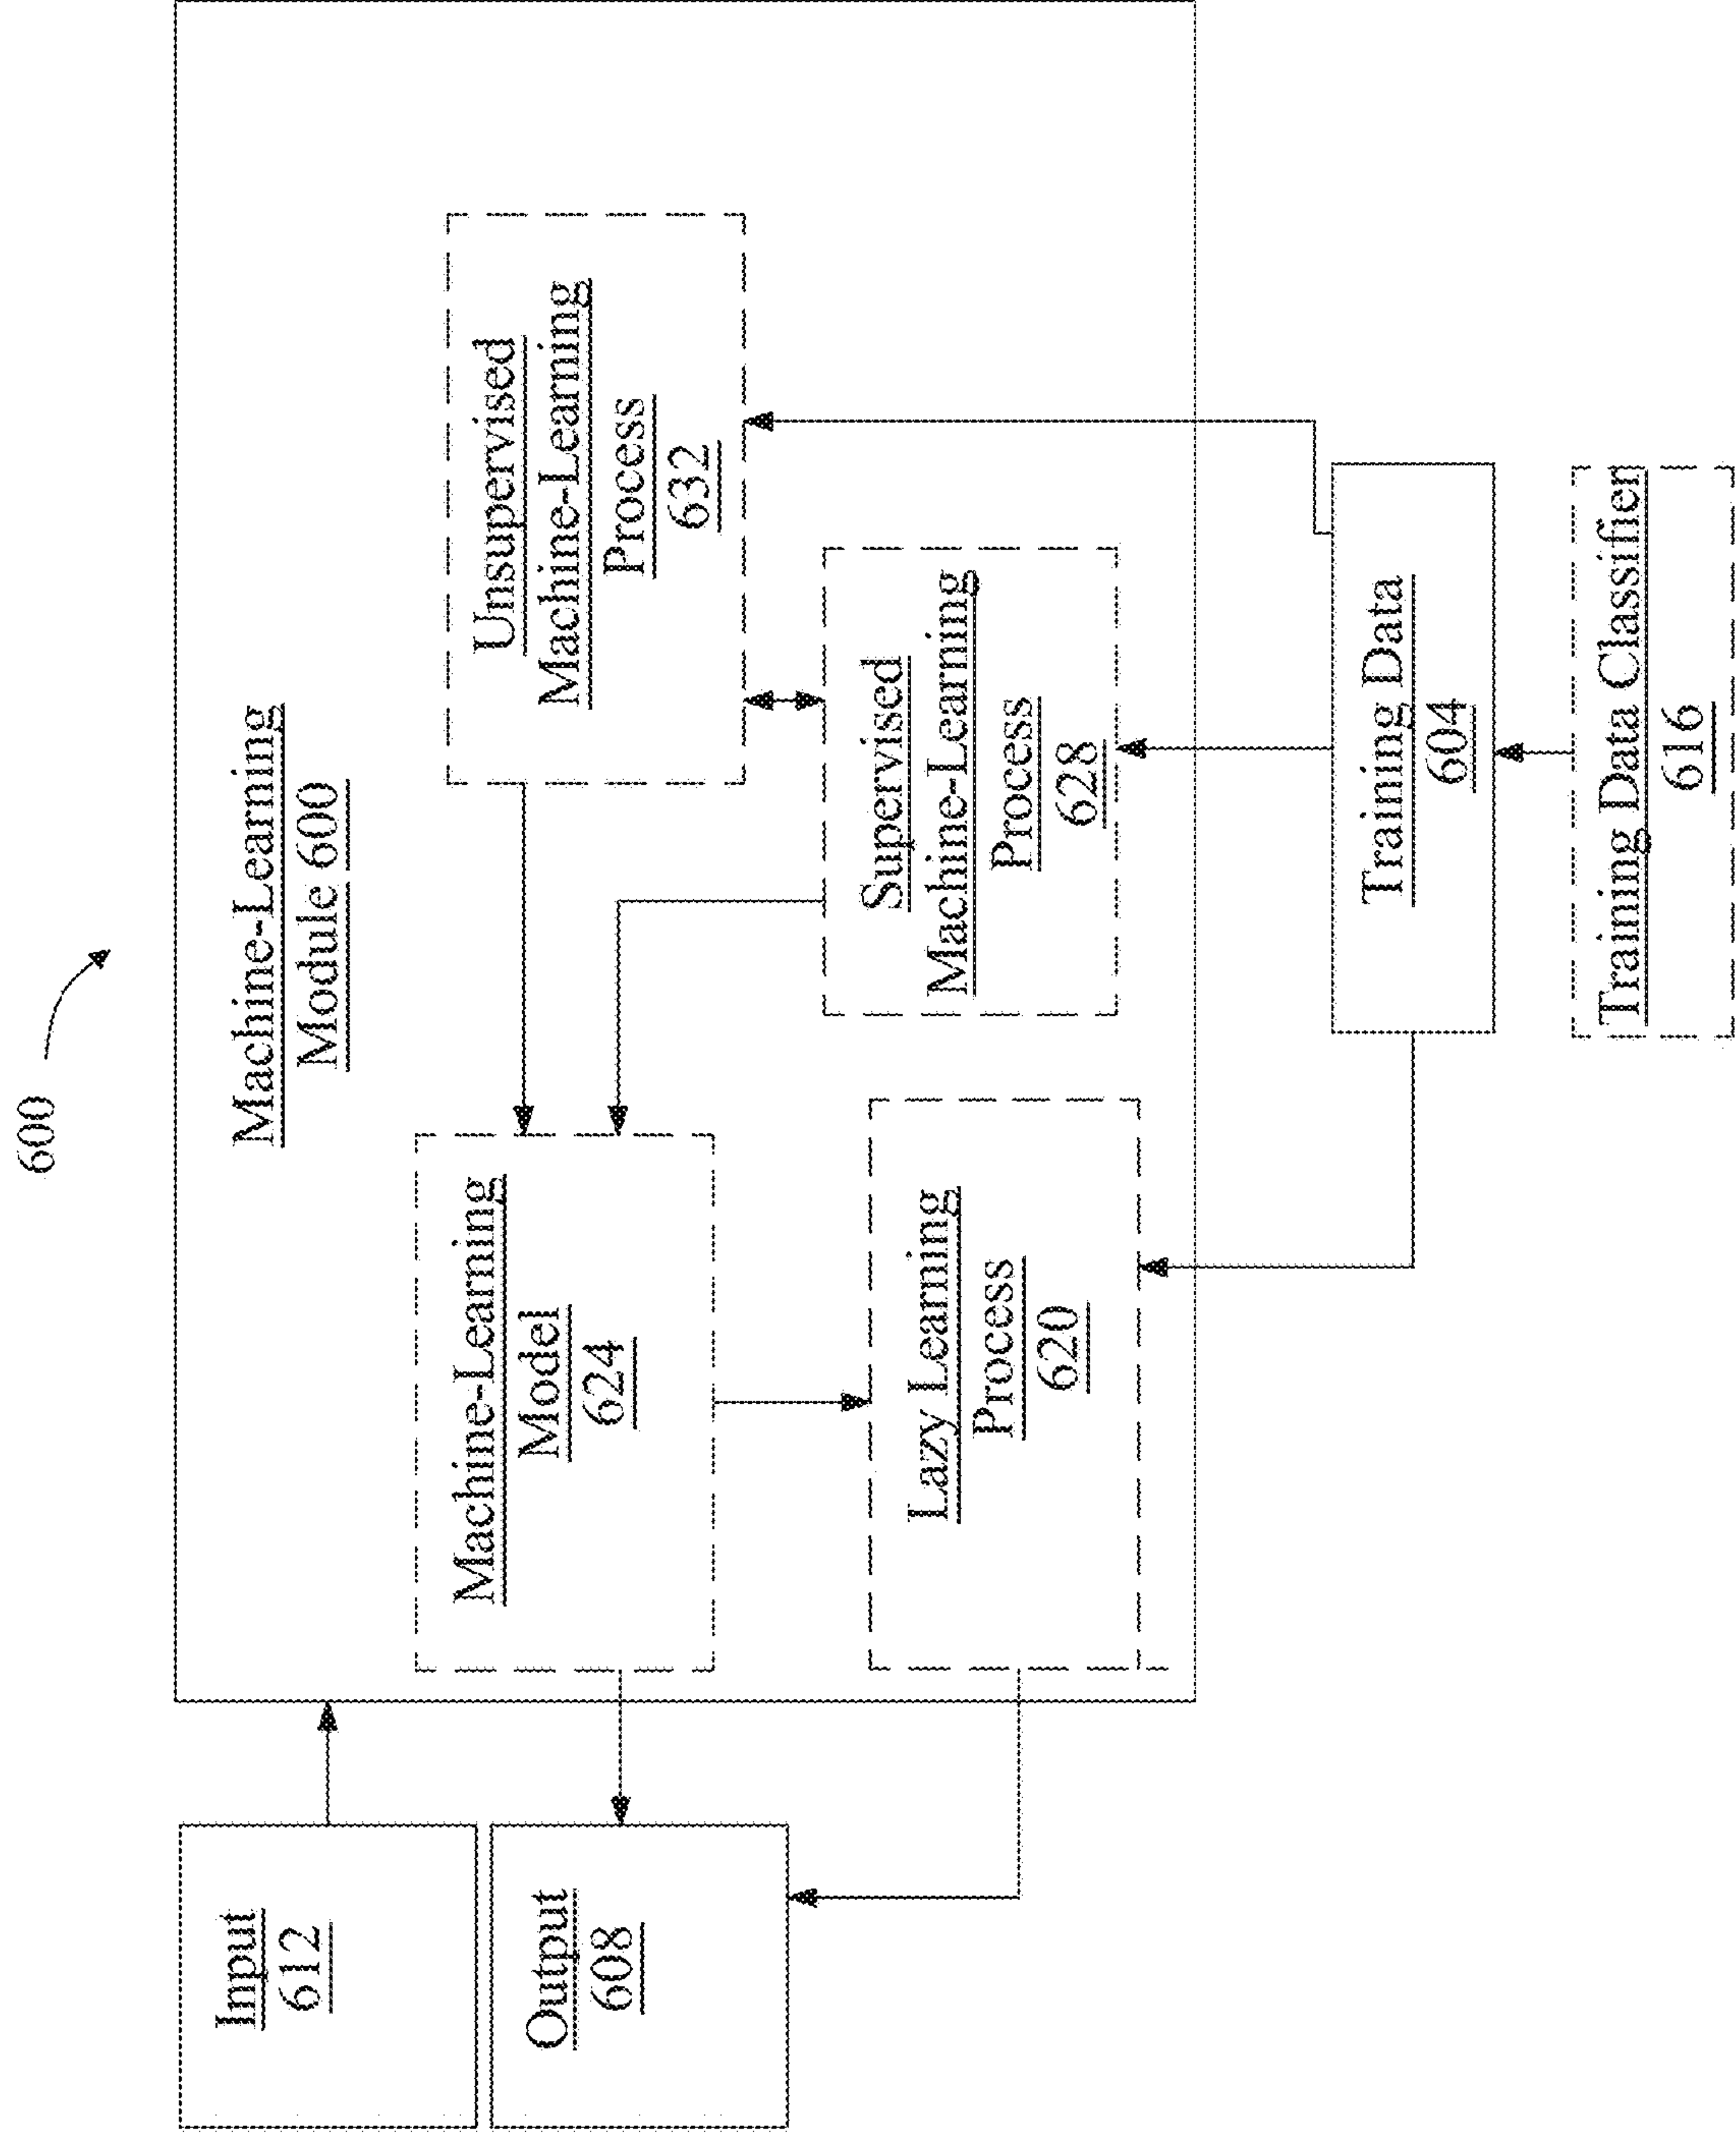 600
Machine-Learning
Module 600
Input
612
Output
608
Machine-Learning
Model
624
Unsupervised
Machine-Learning
Process
632
Lazy Learning
Process
620
Supervised
Machine-Learning
Process
628
Training Data
604
Training Data Classifier
616